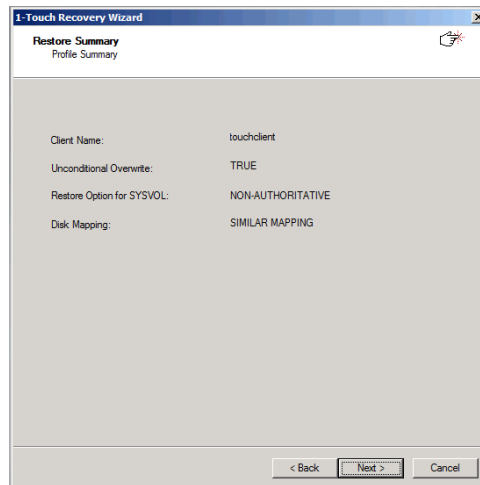 1-Touch Recovery Wizard
Restore Summary
Profile Summary
Client Name: touchclient
Unconditional Overwrite: TRUE
Restore Option for SYSVOL: NON-AUTHORITATIVE
Disk Mapping: SIMILAR MAPPING
< Back Next > Cancel